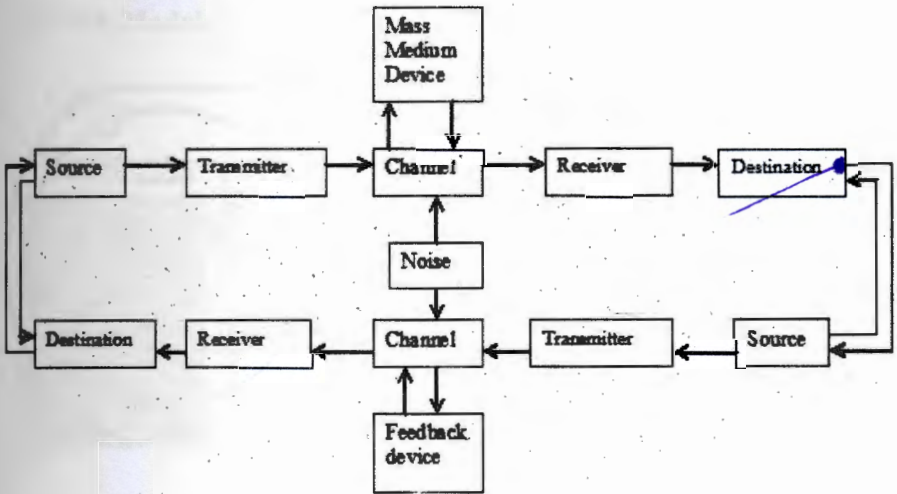 Mass
Medium
Device
Source
Transmitter
Channel
Receiver
Destination
Noise
Destination
Receiver
Channel
Transmitter
Source
Feedback
device